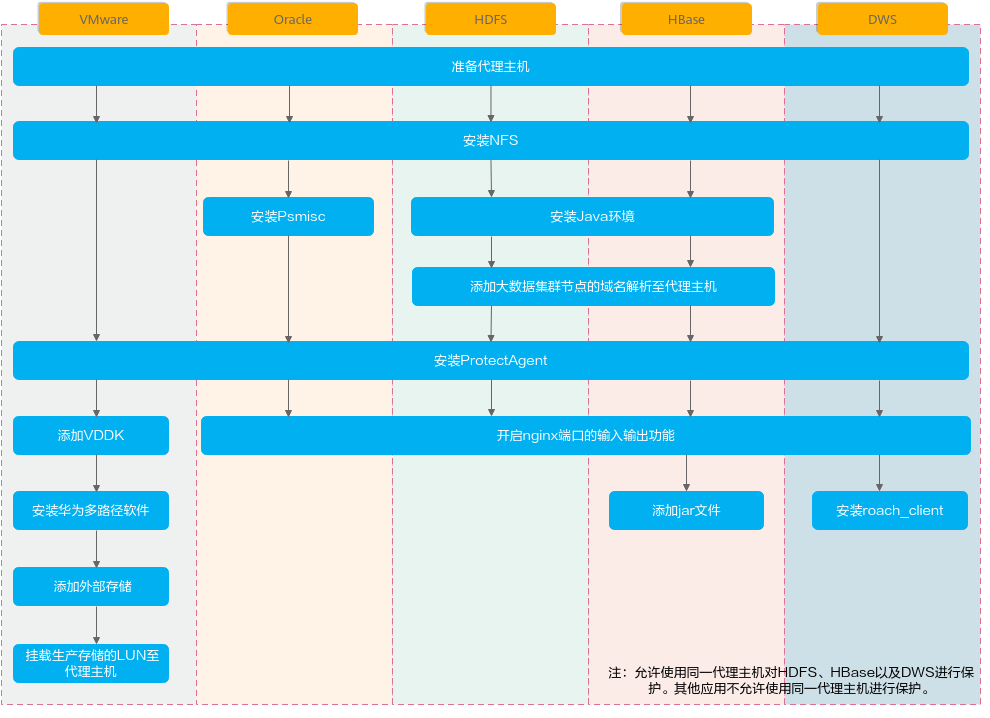 VMware
Oracle
HDFS
HBase
DWS
准备代理主机
安装NFS
安装Psmisc
安装Java环境
添加大数据集群节点的域名解析至代理主机
安装ProtectAgent
添加VDDK
开启nginx端口的输入输出功能
安装华为多路径软件
添加jar文件
安装roach_client
添加外部存储
挂载生产存储的LUN至
代理主机
注：允许使用同一代理主机对HDFS、HBase以及DWS进行保
护。其他应用不允许使用同一代理主机进行保护。